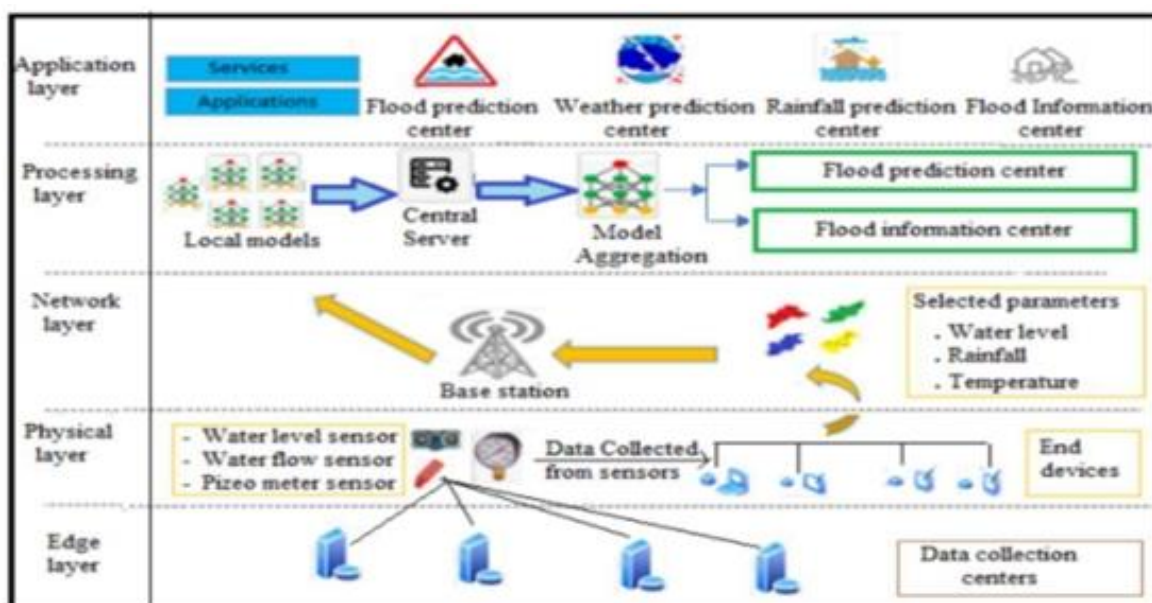 Application
layer
Services
Applications
Flood prediction
center
Weather prediction
center
Rainfall prediction
center
Flood Information
center
Processing
layer
Local models
Central
Server
Model
Aggregation
Flood prediction center
Flood information center
Network
layer
Base station
Selected parameters
. Water level
. Rainfall
. Temperature
Physical
layer
- Water level sensor
- Water flow sensor
- Pizeo meter sensor
Data Collected
from sensors
End
devices
Edge
layer
Data collection
centers